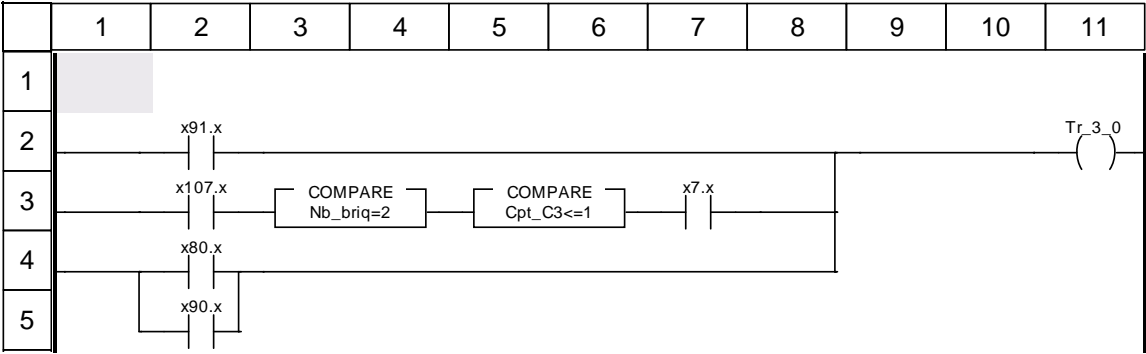 1 2 3 4 5 6 7 8 9 10 11
1
2 x91.x Tr_3_0
3 x107.x COMPARE COMPARE x7.x
Nb_briq=2 Cpt_C3<=1
4 x80.x
5 x90.x